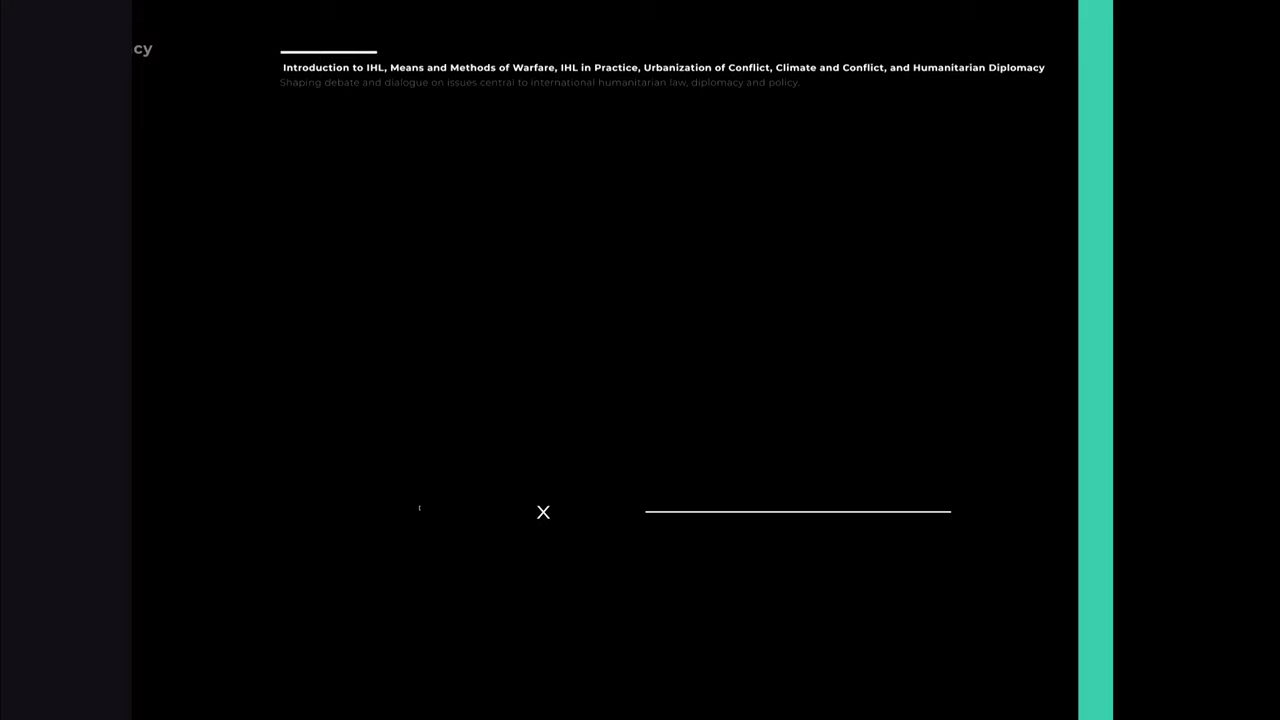 cy
Introduction to IHL, Means and Methods of Warfare, IHL in Practice, Urbanization of Conflict, Climate and Conflict, and Humanitarian Diplomacy
Shaping debate and dialogue on issues central to international humanitarian law, diplomacy and policy.
X